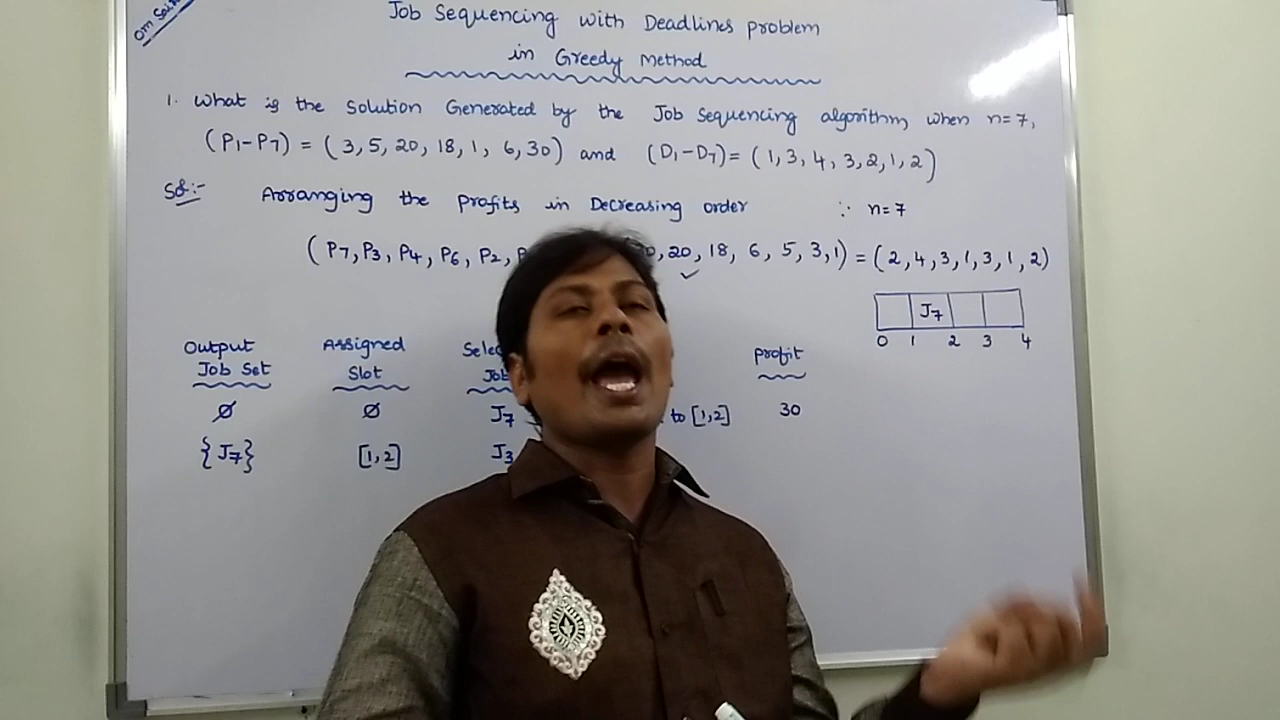 Om Sai
Job Sequencing with Deadlines problem
in Greedy Method
1. What is the Solution Generated by the Job Sequencing algorithm, when n=7,
(P1-P7) = (3, 5, 20, 18, 1, 6, 30) and (D1-D7) = (1, 3, 4, 3, 2, 1, 2)
Sol:- Arranging the Profits in Decreasing order ∵ n=7
(P7, P3, P4, P6, P2, 20, 18, 6, 5, 3, 1) = (2, 4, 3, 1, 3, 1, 2)
J7
0 1 2 3 4
Output Job Set Assigned Slot Job Profit
∅ ∅ J7 to [1,2] 30
{J7} [1,2] J3